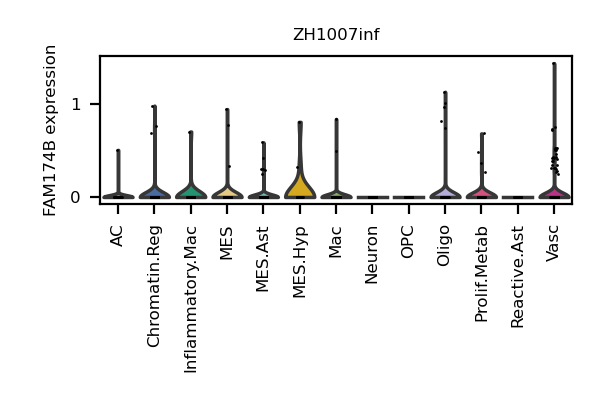 ZH1007inf
FAM174B expression
1
0
AC
Chromatin.Reg
Inflammatory.Mac
MES
MES.Ast
MES.Hyp
Mac
Neuron
OPC
Oligo
Prolif.Metab
Reactive.Ast
Vasc